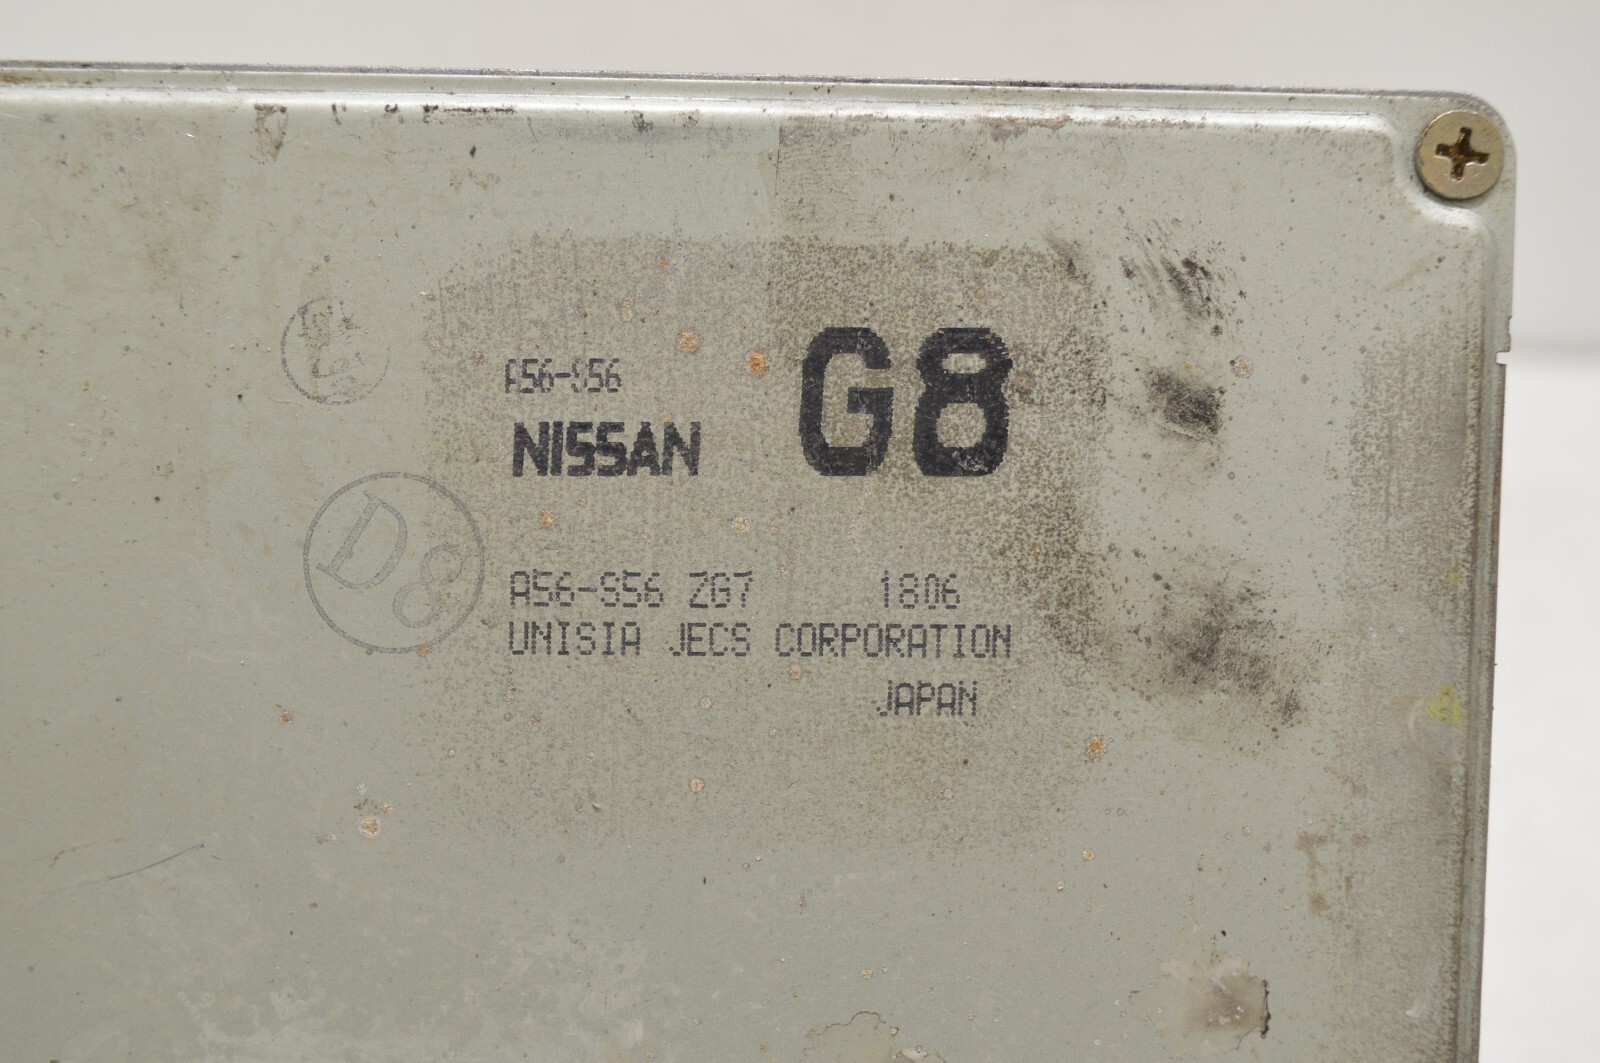 A56-S56
NISSAN
G8
D8
A56-S56 ZG7 1806
UNISIA JECS CORPORATION
JAPAN